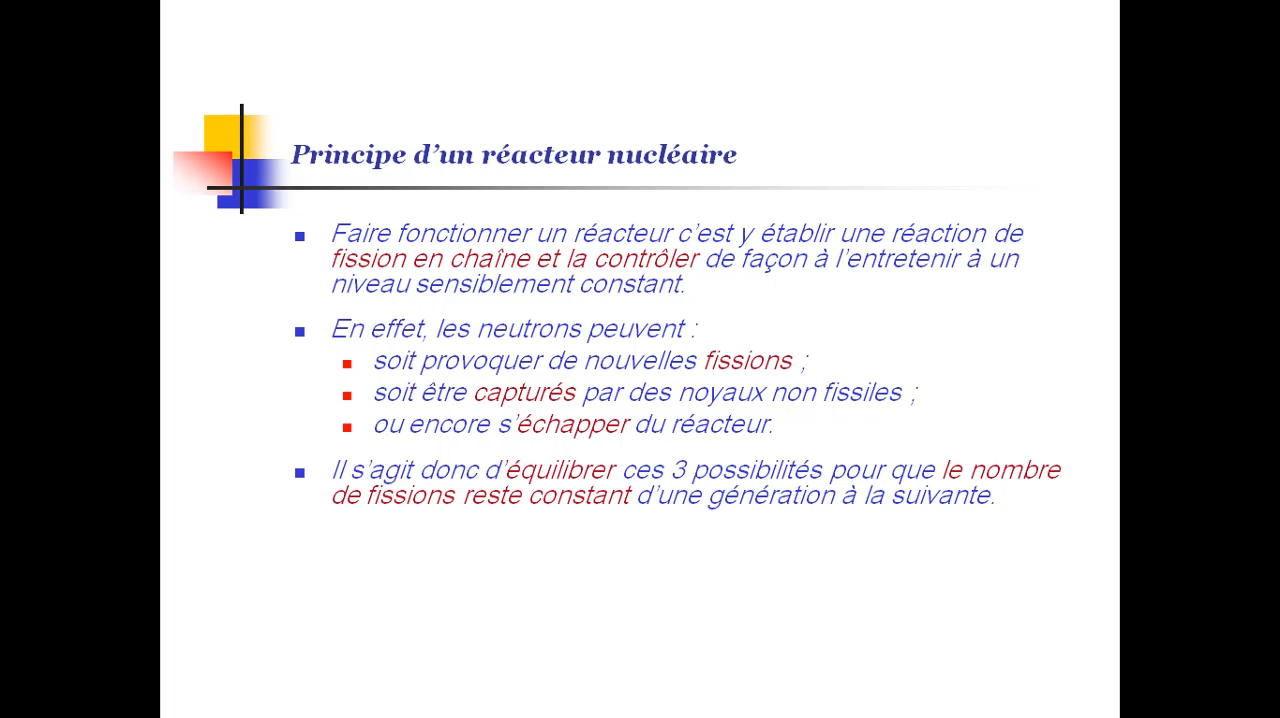 Principe d’un réacteur nucléaire
Faire fonctionner un réacteur c’est y établir une réaction de
fission en chaîne et la contrôler de façon à l’entretenir à un
niveau sensiblement constant.
En effet, les neutrons peuvent :
soit provoquer de nouvelles fissions ;
soit être capturés par des noyaux non fissiles ;
ou encore s’échapper du réacteur.
Il s’agit donc d’équilibrer ces 3 possibilités pour que le nombre
de fissions reste constant d’une génération à la suivante.